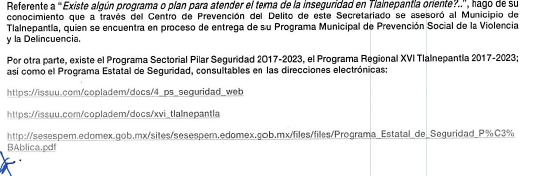 Referente a "Existe algún programa o plan para atender el tema de la inseguridad en Tlalnepantla oriente?..", hago de su
conocimiento que a través del Centro de Prevención del Delito de este Secretariado se asesoró al Municipio de
Tlalnepantla, quien se encuentra en proceso de entrega de su Programa Municipal de Prevención Social de la Violencia
y la Delincuencia.
Por otra parte, existe el Programa Sectorial Pilar Seguridad 2017-2023, el Programa Regional XVI Tlalnepantla 2017-2023;
así como el Programa Estatal de Seguridad, consultables en las direcciones electrónicas:
https://issuu.com/copladem/docs/4_ps_seguridad_web
https://issuu.com/copladem/docs/xvi_tlalnepantla
http://sesespem.edomex.gob.mx/sites/sesespem.edomex.gob.mx/files/files/Programa_Estatal_de_Seguridad_P%C3%
BAblica.pdf